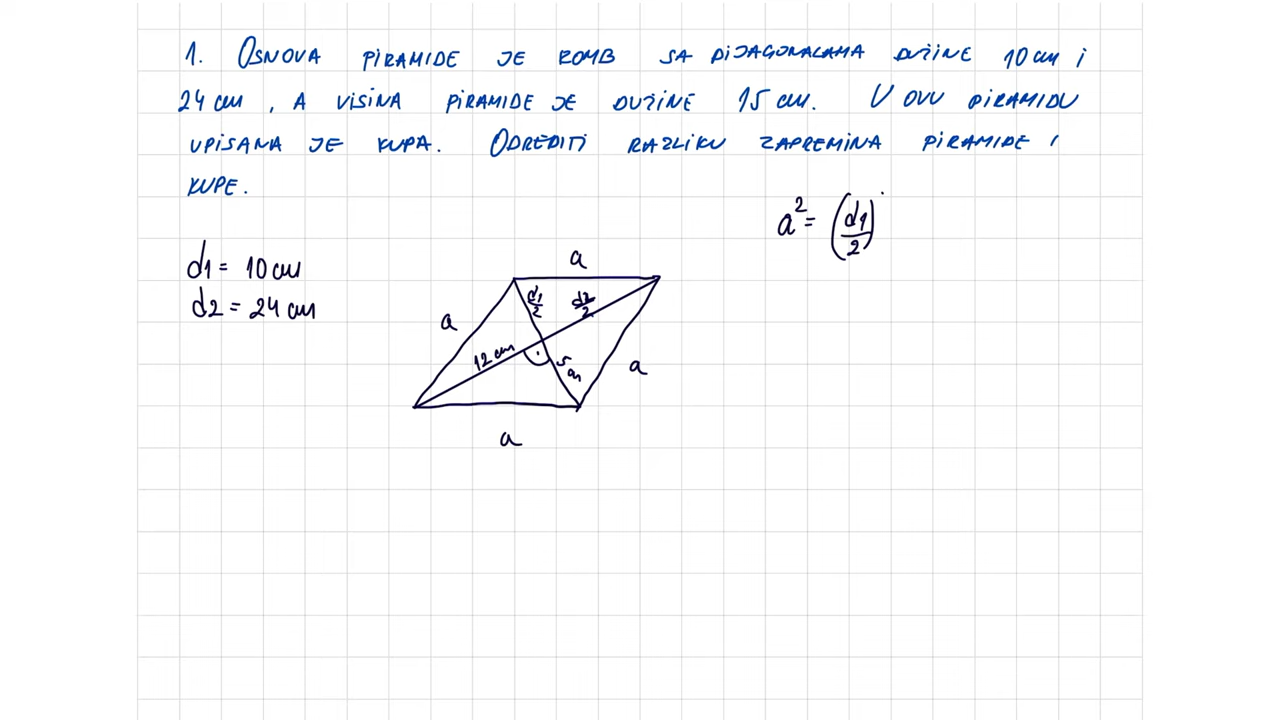 1. OSNOVA PIRAMIDE JE ROMB SA DIJAGONALAMA DUŽINE 10 cm i
24 cm, A VISINA PIRAMIDE JE DUŽINE 15 cm. U OVU PIRAMIDU
UPISANA JE KUPA. ODREDITI RAZLIKU ZAPREMINA PIRAMIDE I
KUPE.
a² = (d1/2)
d1 = 10 cm
d2 = 24 cm
a
d1/2 d2/2
a
12 cm 5 cm
a
a